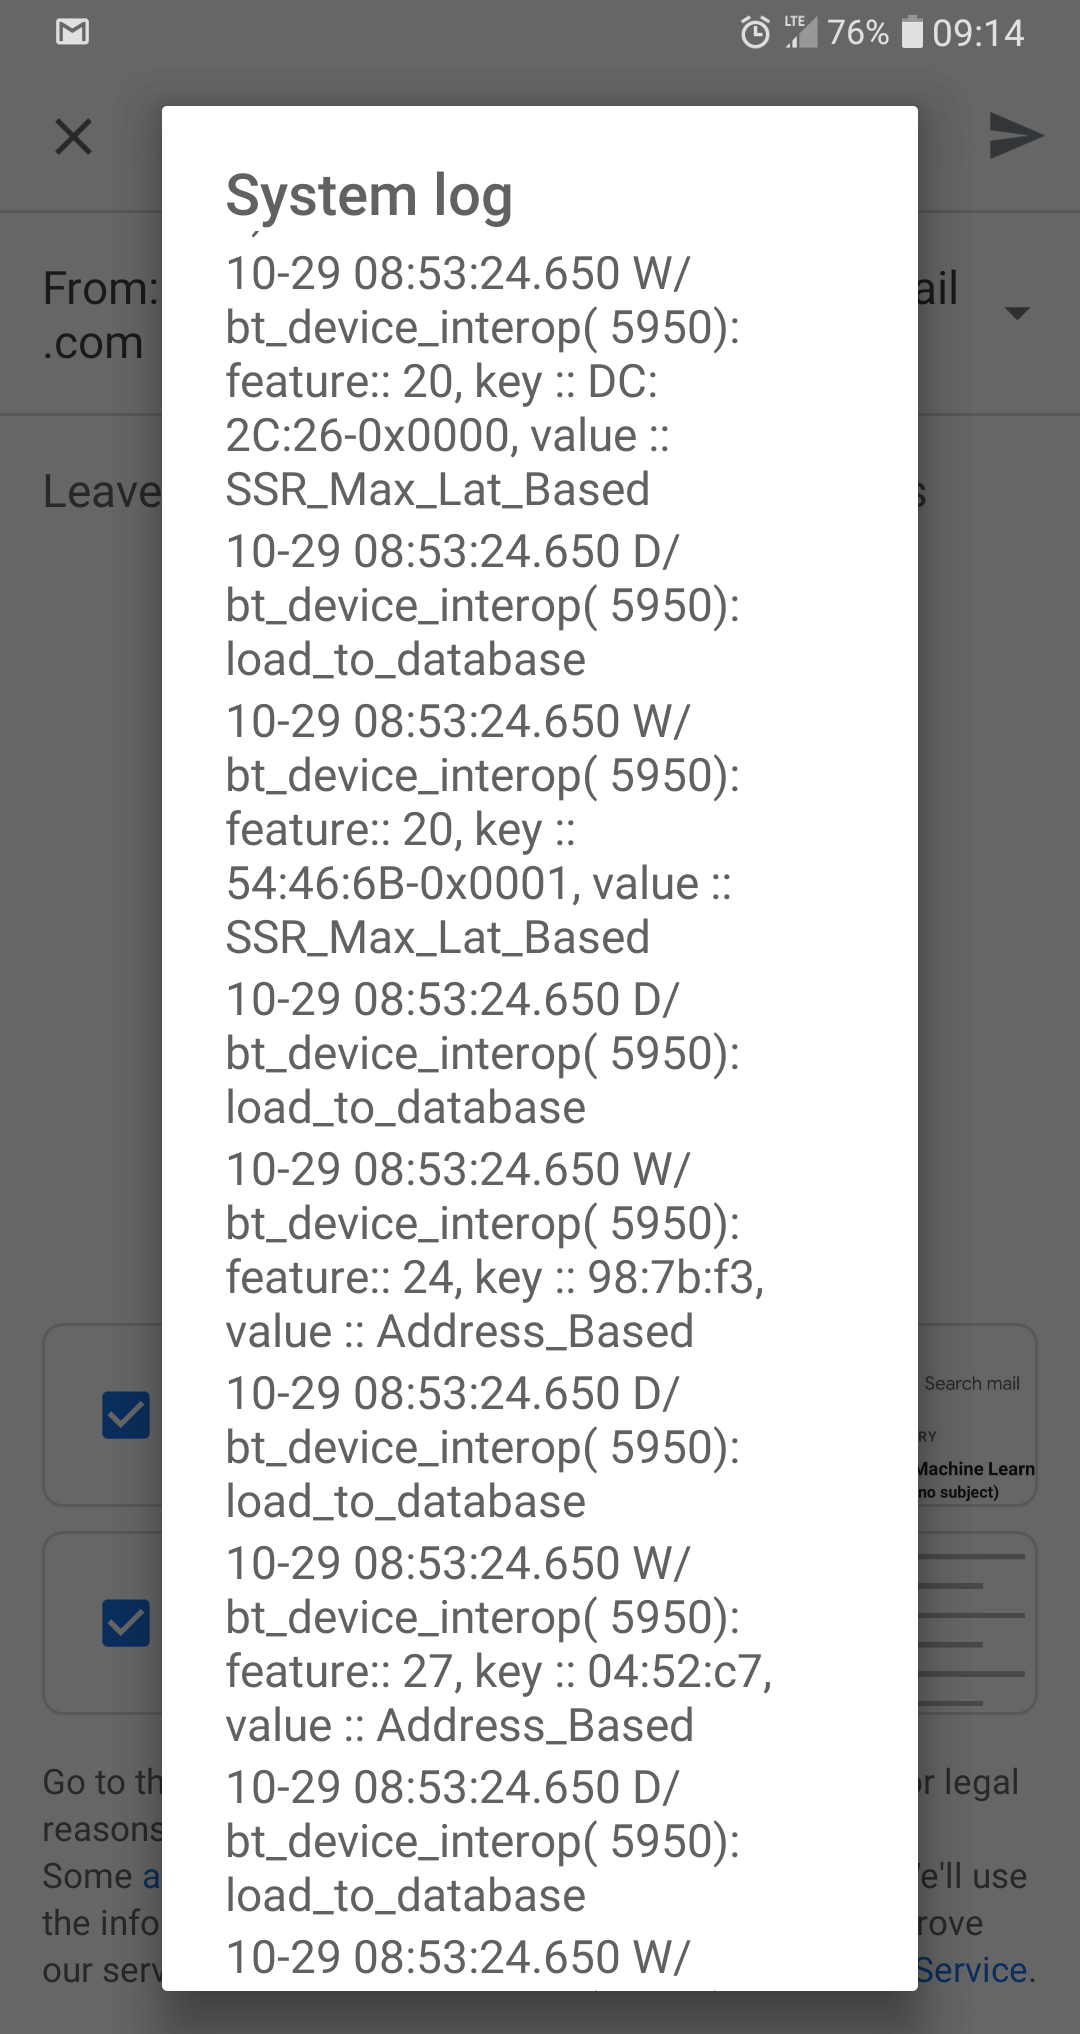 LTE 76% 09:14
System log
From:
ail
.com
10-29 08:53:24.650 W/
bt_device_interop( 5950):
feature:: 20, key :: DC:
2C:26-0x0000, value ::
SSR_Max_Lat_Based
Leave
s
10-29 08:53:24.650 D/
bt_device_interop( 5950):
load_to_database
10-29 08:53:24.650 W/
bt_device_interop( 5950):
feature:: 20, key ::
54:46:6B-0x0001, value ::
SSR_Max_Lat_Based
10-29 08:53:24.650 D/
bt_device_interop( 5950):
load_to_database
10-29 08:53:24.650 W/
bt_device_interop( 5950):
feature:: 24, key :: 98:7b:f3,
value :: Address_Based
10-29 08:53:24.650 D/
bt_device_interop( 5950):
load_to_database
10-29 08:53:24.650 W/
bt_device_interop( 5950):
feature:: 27, key :: 04:52:c7,
value :: Address_Based
10-29 08:53:24.650 D/
bt_device_interop( 5950):
load_to_database
10-29 08:53:24.650 W/
Search mail
RY
Machine Learn
no subject)
Go to th
or legal
reasons
Some a
e'll use
the info
rove
our serv
Service.